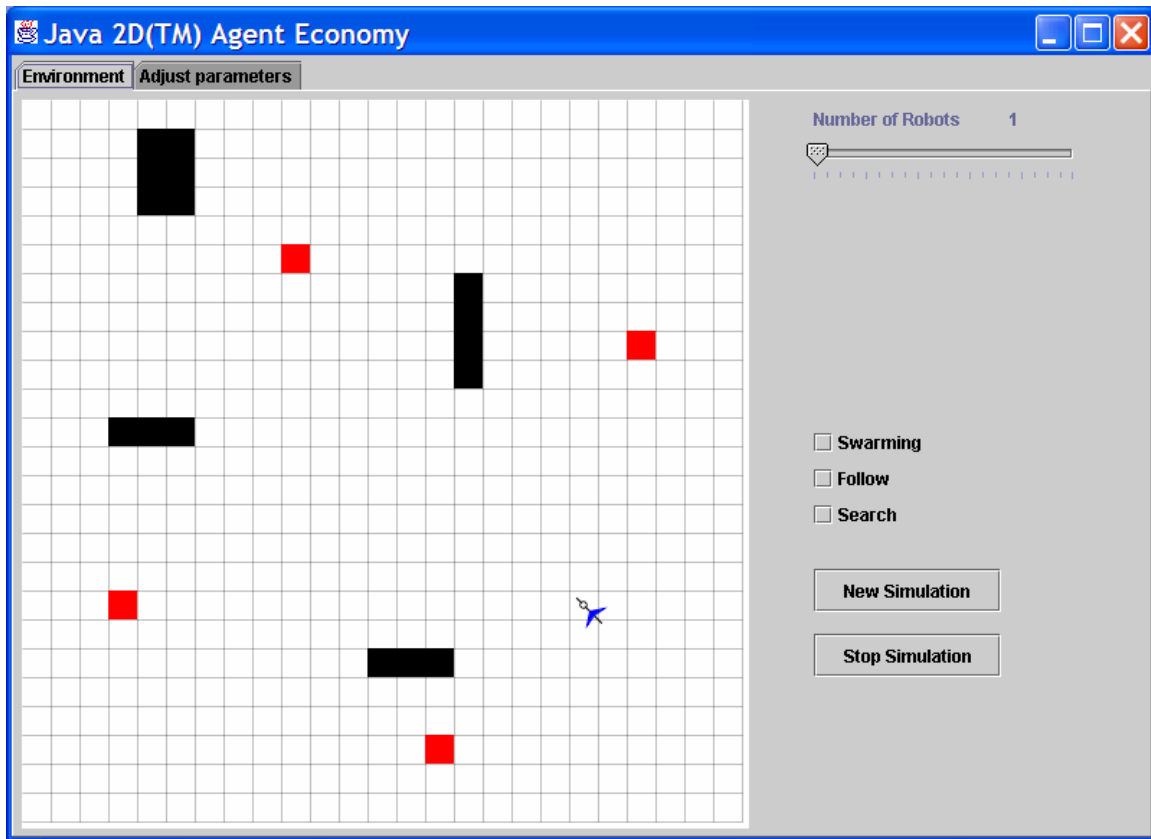 Java 2D(TM) Agent Economy
Environment Adjust parameters
Number of Robots 1
Swarming
Follow
Search
New Simulation
Stop Simulation